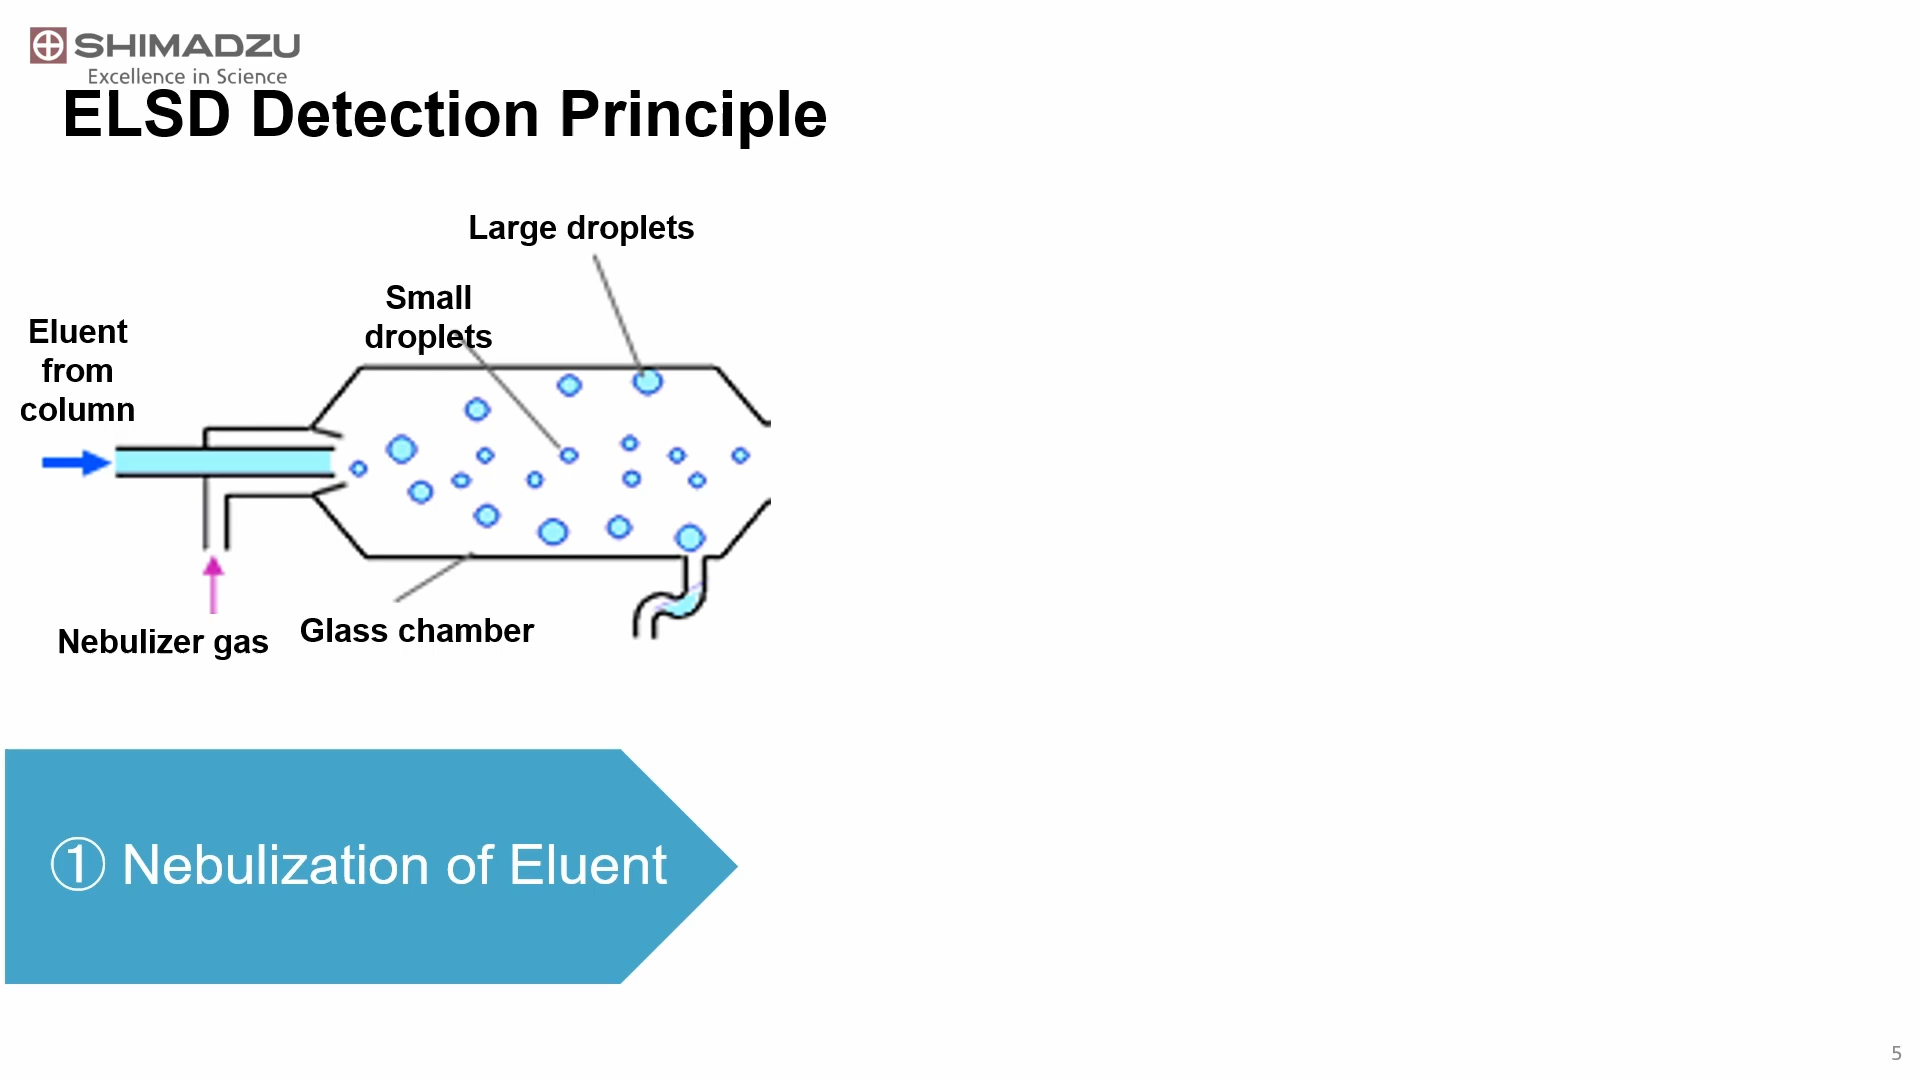 SHIMADZU
Excellence in Science
ELSD Detection Principle
Large droplets
Small
droplets
Eluent
from
column
Nebulizer gas
Glass chamber
① Nebulization of Eluent
5